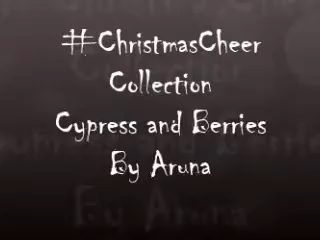 #ChristmasCheer
Collection
Cypress and Berries
By Aruna